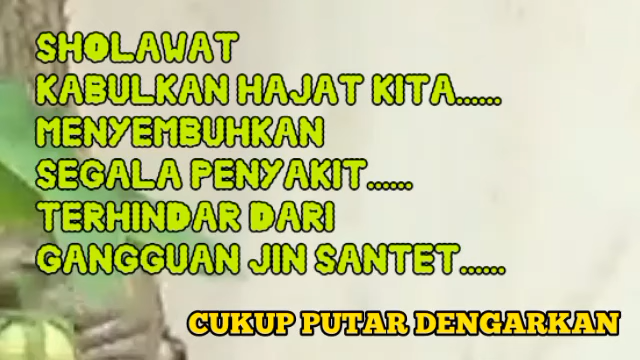 SHOLAWAT
KABULKAN HAJAT KITA......
MENYEMBUHKAN
SEGALA PENYAKIT......
TERHINDAR DARI
GANGGUAN JIN SANTET......
CUKUP PUTAR DENGARKAN